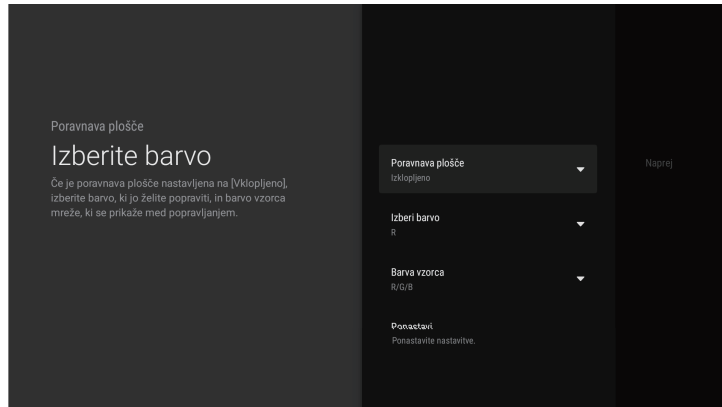 Poravnava plošče
Izberite barvo
Če je poravnava plošče nastavljena na [Vklopljeno],
izberite barvo, ki jo želite popraviti, in barvo vzorca
mreže, ki se prikaže med popravljanjem.
Poravnava plošče
Izklopljeno
Izberi barvo
R
Barva vzorca
R/G/B
Ponastavi
Ponastavite nastavitve.
Naprej